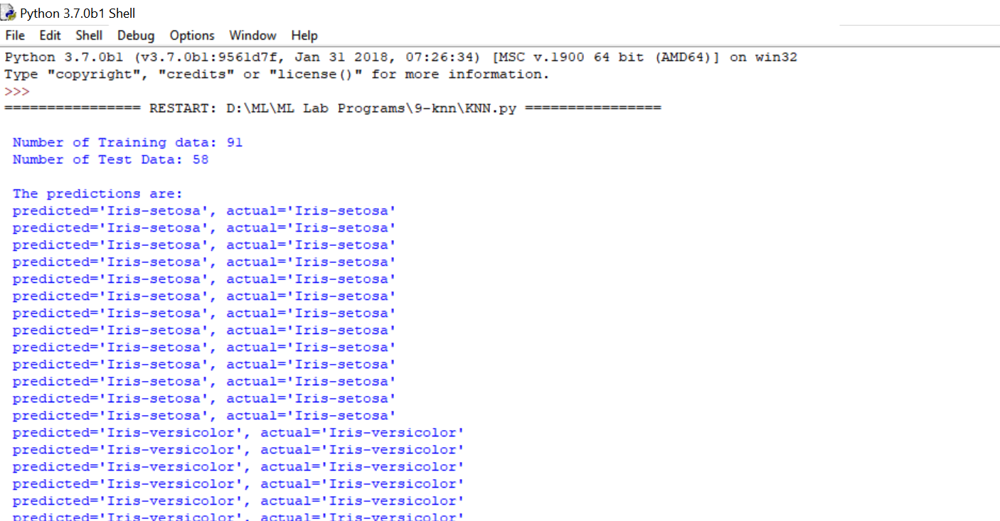 Python 3.7.0b1 Shell
File Edit Shell Debug Options Window Help
Python 3.7.0b1 (v3.7.0b1:9561d7f, Jan 31 2018, 07:26:34) [MSC v.1900 64 bit (AMD64)] on win32
Type "copyright", "credits" or "license()" for more information.
>>>
================ RESTART: D:\ML\ML Lab Programs\9-knn\KNN.py ================
Number of Training data: 91
Number of Test Data: 58
The predictions are:
predicted='Iris-setosa', actual='Iris-setosa'
predicted='Iris-setosa', actual='Iris-setosa'
predicted='Iris-setosa', actual='Iris-setosa'
predicted='Iris-setosa', actual='Iris-setosa'
predicted='Iris-setosa', actual='Iris-setosa'
predicted='Iris-setosa', actual='Iris-setosa'
predicted='Iris-setosa', actual='Iris-setosa'
predicted='Iris-setosa', actual='Iris-setosa'
predicted='Iris-setosa', actual='Iris-setosa'
predicted='Iris-setosa', actual='Iris-setosa'
predicted='Iris-setosa', actual='Iris-setosa'
predicted='Iris-setosa', actual='Iris-setosa'
predicted='Iris-setosa', actual='Iris-setosa'
predicted='Iris-versicolor', actual='Iris-versicolor'
predicted='Iris-versicolor', actual='Iris-versicolor'
predicted='Iris-versicolor', actual='Iris-versicolor'
predicted='Iris-versicolor', actual='Iris-versicolor'
predicted='Iris-versicolor', actual='Iris-versicolor'
predicted='Iris-versicolor', actual='Iris-versicolor'